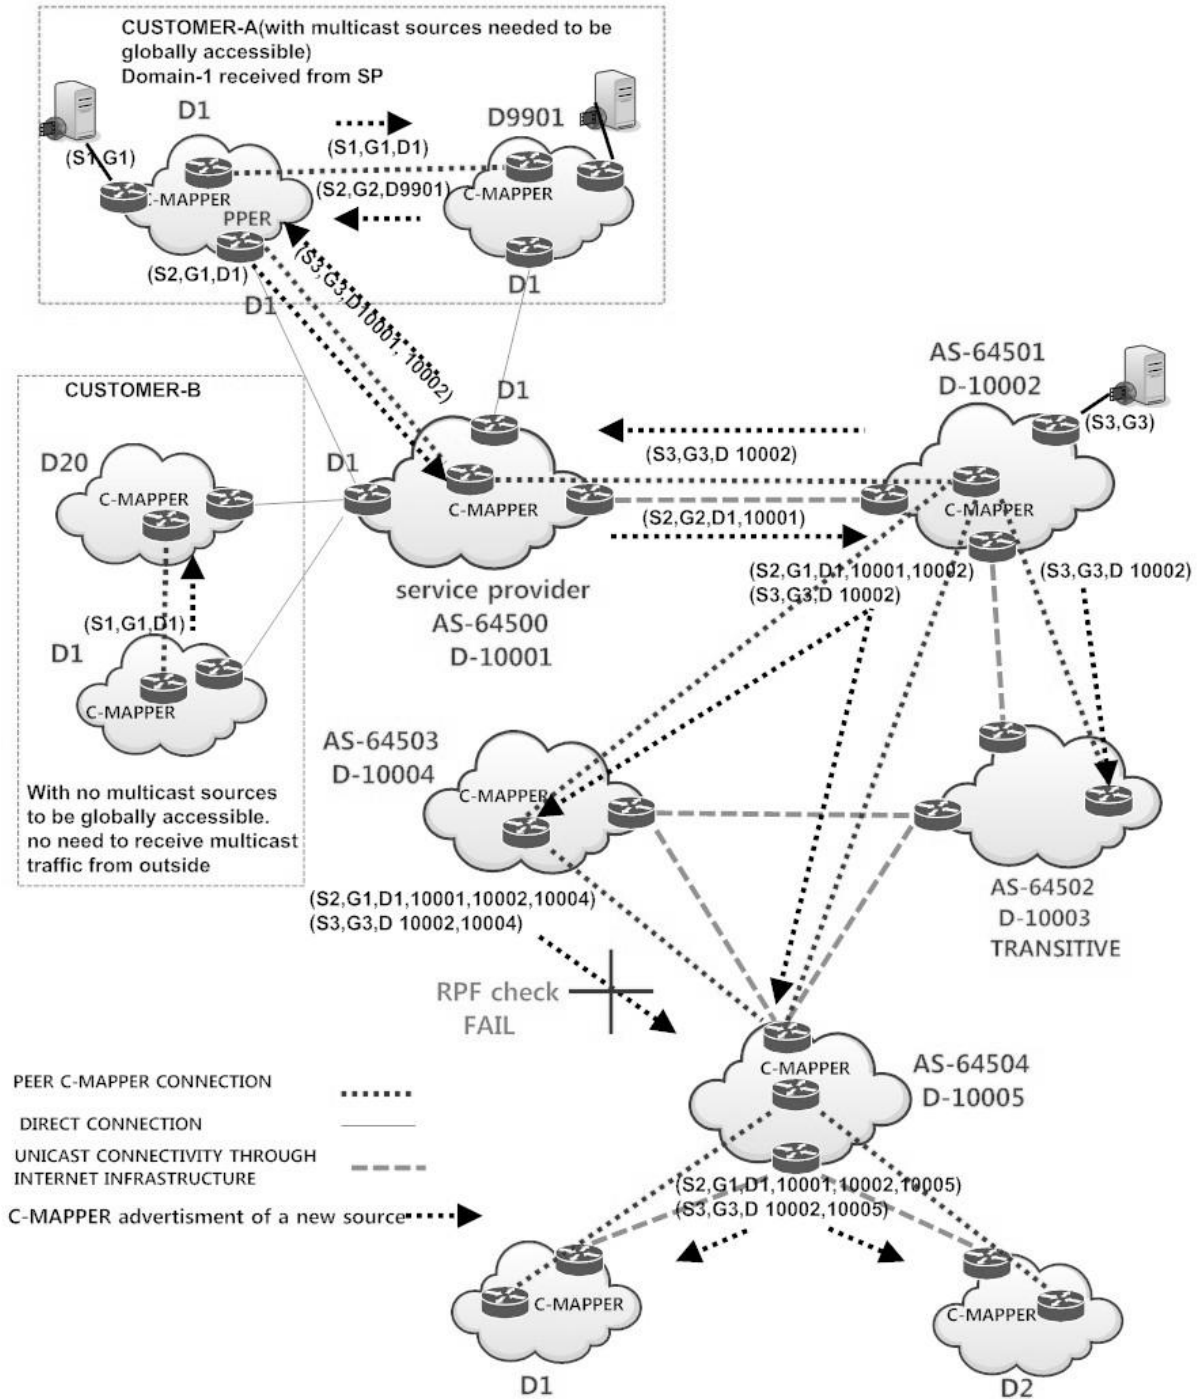 CUSTOMER-A(with multicast sources needed to be
globally accessible)
Domain-1 received from SP
D1
D9901
(S1,G1)
(S1,G1,D1)
C-MAPPER
(S2,G2,D9901)
C-MAPPER
PPER
(S2,G1,D1)
D1
(S3,G3,D10001, 10002)
D1
CUSTOMER-B
D1
AS-64501
D-10002
(S3,G3)
D20
D1
(S3,G3,D 10002)
C-MAPPER
C-MAPPER
C-MAPPER
(S2,G2,D1,10001)
service provider
AS-64500
D-10001
(S2,G1,D1,10001,10002)
(S3,G3,D 10002)
(S3,G3,D 10002)
(S1,G1,D1)
D1
C-MAPPER
AS-64503
D-10004
C-MAPPER
With no multicast sources
to be globally accessible.
no need to receive multicast
traffic from outside
AS-64502
D-10003
TRANSITIVE
(S2,G1,D1,10001,10002,10004)
(S3,G3,D 10002,10004)
RPF check
FAIL
C-MAPPER
AS-64504
D-10005
PEER C-MAPPER CONNECTION
DIRECT CONNECTION
UNICAST CONNECTIVITY THROUGH
INTERNET INFRASTRUCTURE
C-MAPPER advertisment of a new source
(S2,G1,D1,10001,10002,10005)
(S3,G3,D 10002,10005)
C-MAPPER
C-MAPPER
D1
D2